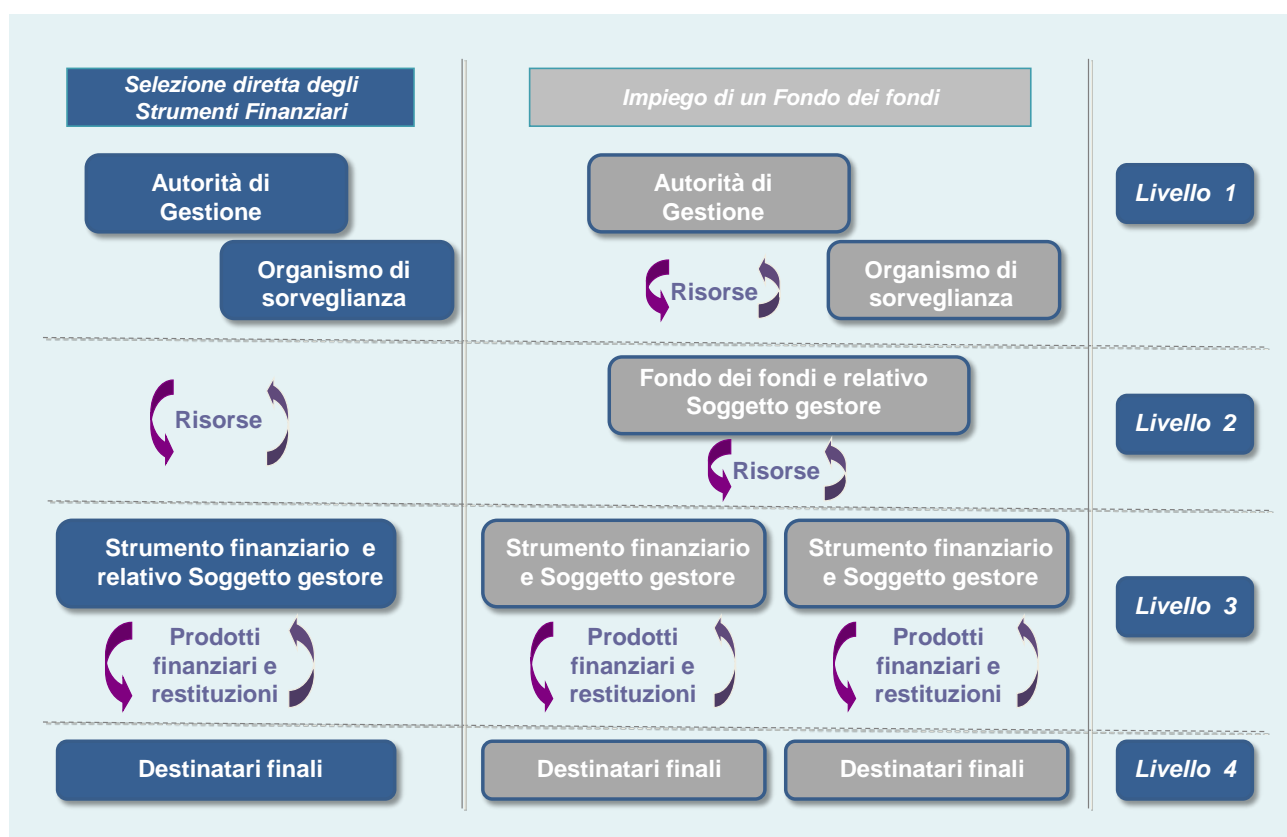 Selezione diretta degli
Strumenti Finanziari
Impiego di un Fondo dei fondi
Autorità di
Gestione
Organismo di
sorveglianza
Autorità di
Gestione
Risorse
Organismo di
sorveglianza
Livello 1
Risorse
Fondo dei fondi e relativo
Soggetto gestore
Risorse
Livello 2
Strumento finanziario e
relativo Soggetto gestore
Prodotti
finanziari e
restituzioni
Strumento finanziario
e Soggetto gestore
Prodotti
finanziari e
restituzioni
Strumento finanziario
e Soggetto gestore
Prodotti
finanziari e
restituzioni
Livello 3
Destinatari finali
Destinatari finali
Destinatari finali
Livello 4